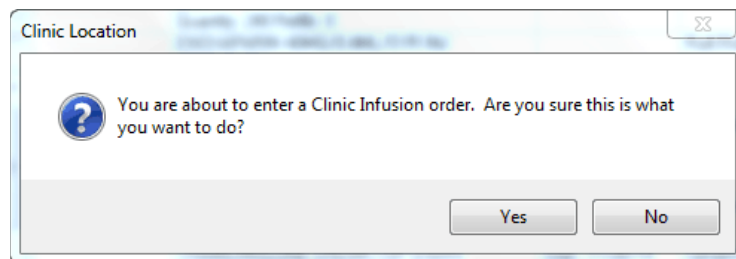 Clinic Location
You are about to enter a Clinic Infusion order.  Are you sure this is what
you want to do?
Yes
No